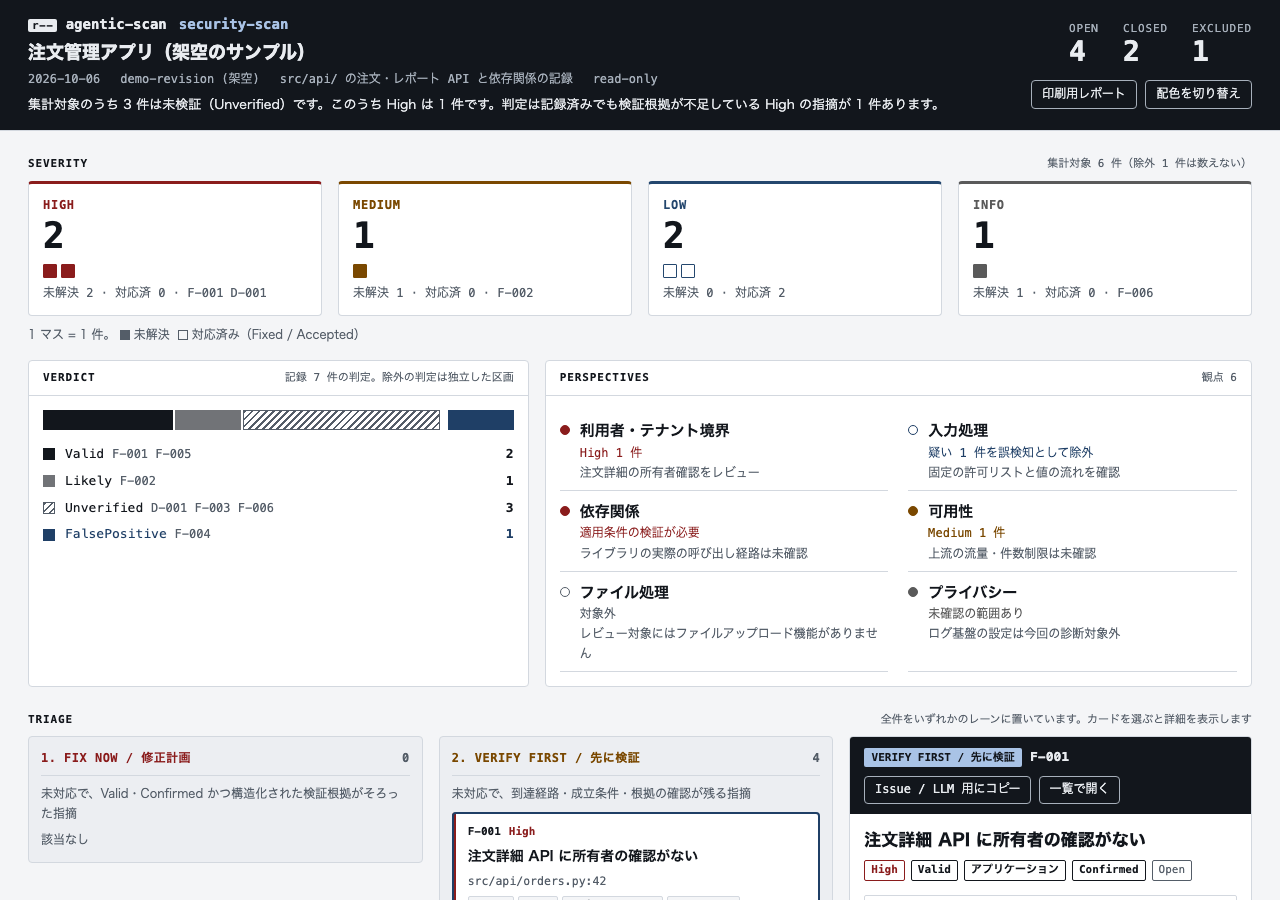 r-- agentic-scan security-scan
注文管理アプリ（架空のサンプル）
2026-10-06 demo-revision（架空） src/api/ の注文・レポート API と依存関係の記録 read-only
集計対象のうち 3 件は未検証（Unverified）です。このうち High は 1 件です。判定は記録済みでも検証根拠が不足している High の指摘が 1 件あります。
OPEN 4
CLOSED 2
EXCLUDED 1
印刷用レポート
配色を切り替え
SEVERITY
集計対象 6 件（除外 1 件は数えない）
HIGH
2
未解決 2 · 対応済 0 · F-001 D-001
MEDIUM
1
未解決 1 · 対応済 0 · F-002
LOW
2
未解決 0 · 対応済 2
INFO
1
未解決 1 · 対応済 0 · F-006
1 マス = 1 件。 未解決 対応済み（Fixed / Accepted）
VERDICT
記録 7 件の判定。除外の判定は独立した区画
Valid F-001 F-005 2
Likely F-002 1
Unverified D-001 F-003 F-006 3
FalsePositive F-004 1
PERSPECTIVES
観点 6
利用者・テナント境界
High 1 件
注文詳細の所有者確認をレビュー
入力処理
疑い 1 件を誤検知として除外
固定の許可リストと値の流れを確認
依存関係
適用条件の検証が必要
ライブラリの実際の呼び出し経路は未確認
可用性
Medium 1 件
上流の流量・件数制限は未確認
ファイル処理
対象外
レビュー対象にはファイルアップロード機能がありませ
ん
プライバシー
未確認の範囲あり
ログ基盤の設定は今回の診断対象外
TRIAGE
全件をいずれかのレーンに置いています。カードを選ぶと詳細を表示します
1. FIX NOW / 修正計画 0
未対応で、Valid・Confirmed かつ構造化された検証根拠がそろっ
た指摘
該当なし
2. VERIFY FIRST / 先に検証 4
未対応で、到達経路・成立条件・根拠の確認が残る指摘
F-001 High
注文詳細 API に所有者の確認がない
src/api/orders.py:42
VERIFY FIRST / 先に検証 F-001
Issue / LLM 用にコピー
一覧で開く
注文詳細 API に所有者の確認がない
High Valid アプリケーション Confirmed Open